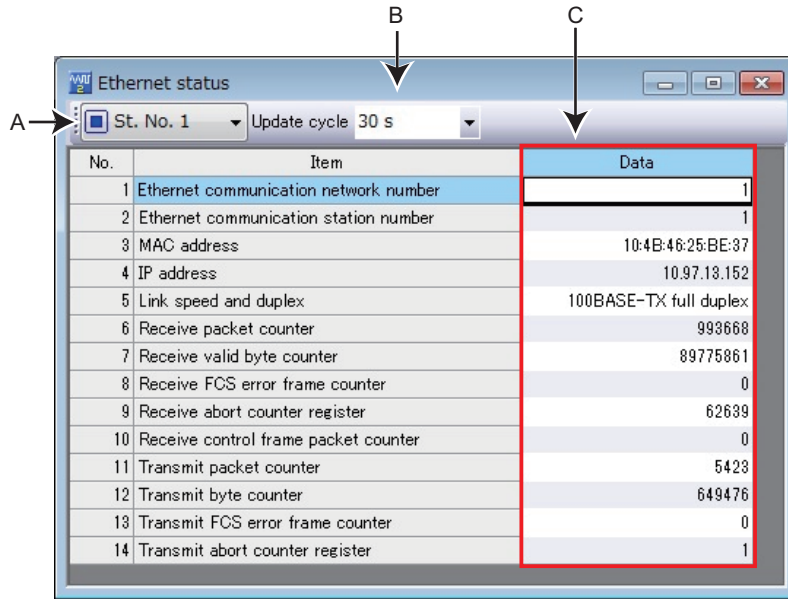 B C
Ethernet status
A St. No. 1 Update cycle 30 s
No. Item Data
1 Ethernet communication network number 1
2 Ethernet communication station number 1
3 MAC address 10:4B:46:25:BE:37
4 IP address 10.97.13.152
5 Link speed and duplex 100BASE-TX full duplex
6 Receive packet counter 993668
7 Receive valid byte counter 89775861
8 Receive FCS error frame counter 0
9 Receive abort counter register 62639
10 Receive control frame packet counter 0
11 Transmit packet counter 5423
12 Transmit byte counter 649476
13 Transmit FCS error frame counter 0
14 Transmit abort counter register 1